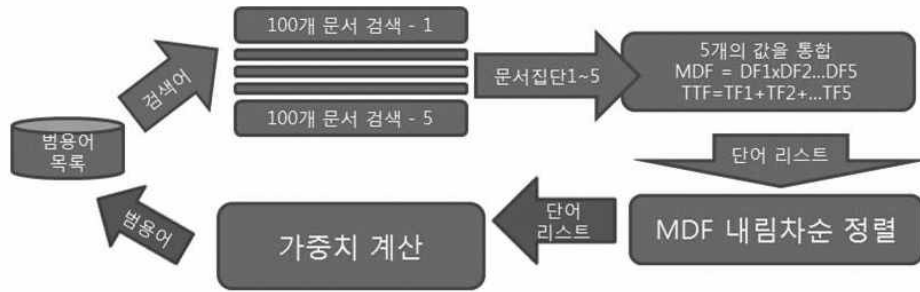 100개 문서 검색 - 1
100개 문서 검색 - 5
검색어
범용어
목록
문서집단1~5
5개의 값을 통합
MDF = DF1xDF2...DF5
TTF=TF1+TF2+...TF5
단어 리스트
MDF 내림차순 정렬
단어
리스트
가중치 계산
범용어